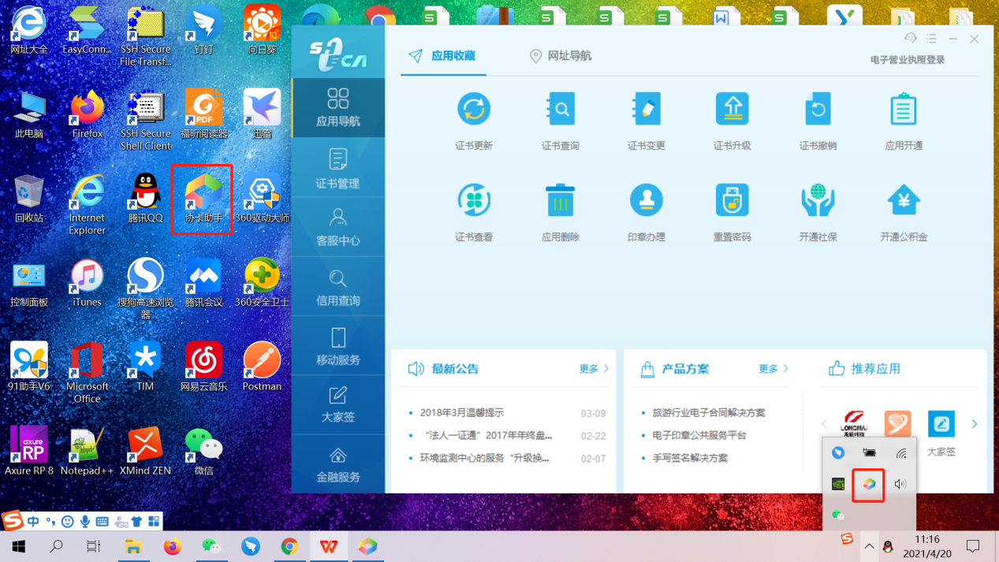 网址大全
EasyConn...
SSH Secure
File Transf...
钉钉
10
向日葵
S
S
S
S
W
S
Y
此电脑
Firefox
SSH Secure
Shell Client
PDF
福昕阅读器
迅雷
回收站
Internet
Explorer
腾讯QQ
协卡助手
360驱动大师
控制面板
iTunes
搜狗高速浏览
器
腾讯会议
360安全卫士
91助手V6
Microsoft
Office
TIM
网易云音乐
Postman
axure
RP
Axure RP 8
Notepad++
XMind ZEN
微信
SHECA
应用导航
证书管理
客服中心
信用查询
移动服务
大家签
金融服务
应用收藏
网址导航
电子营业执照登录
证书更新
证书查询
证书变更
证书升级
证书撤销
应用开通
证书查看
应用删除
印章办理
重置密码
开通社保
开通公积金
最新公告
更多
2018年3月温馨提示
03-09
“法人一证通”2017年年终盘...
02-22
环境监测中心的服务“升级换...
02-07
产品方案
更多
旅游行业电子合同解决方案
电子印章公共服务平台
手写签名解决方案
推荐应用
LONGMAI
大家签
S
中
S
11:16
2021/4/20